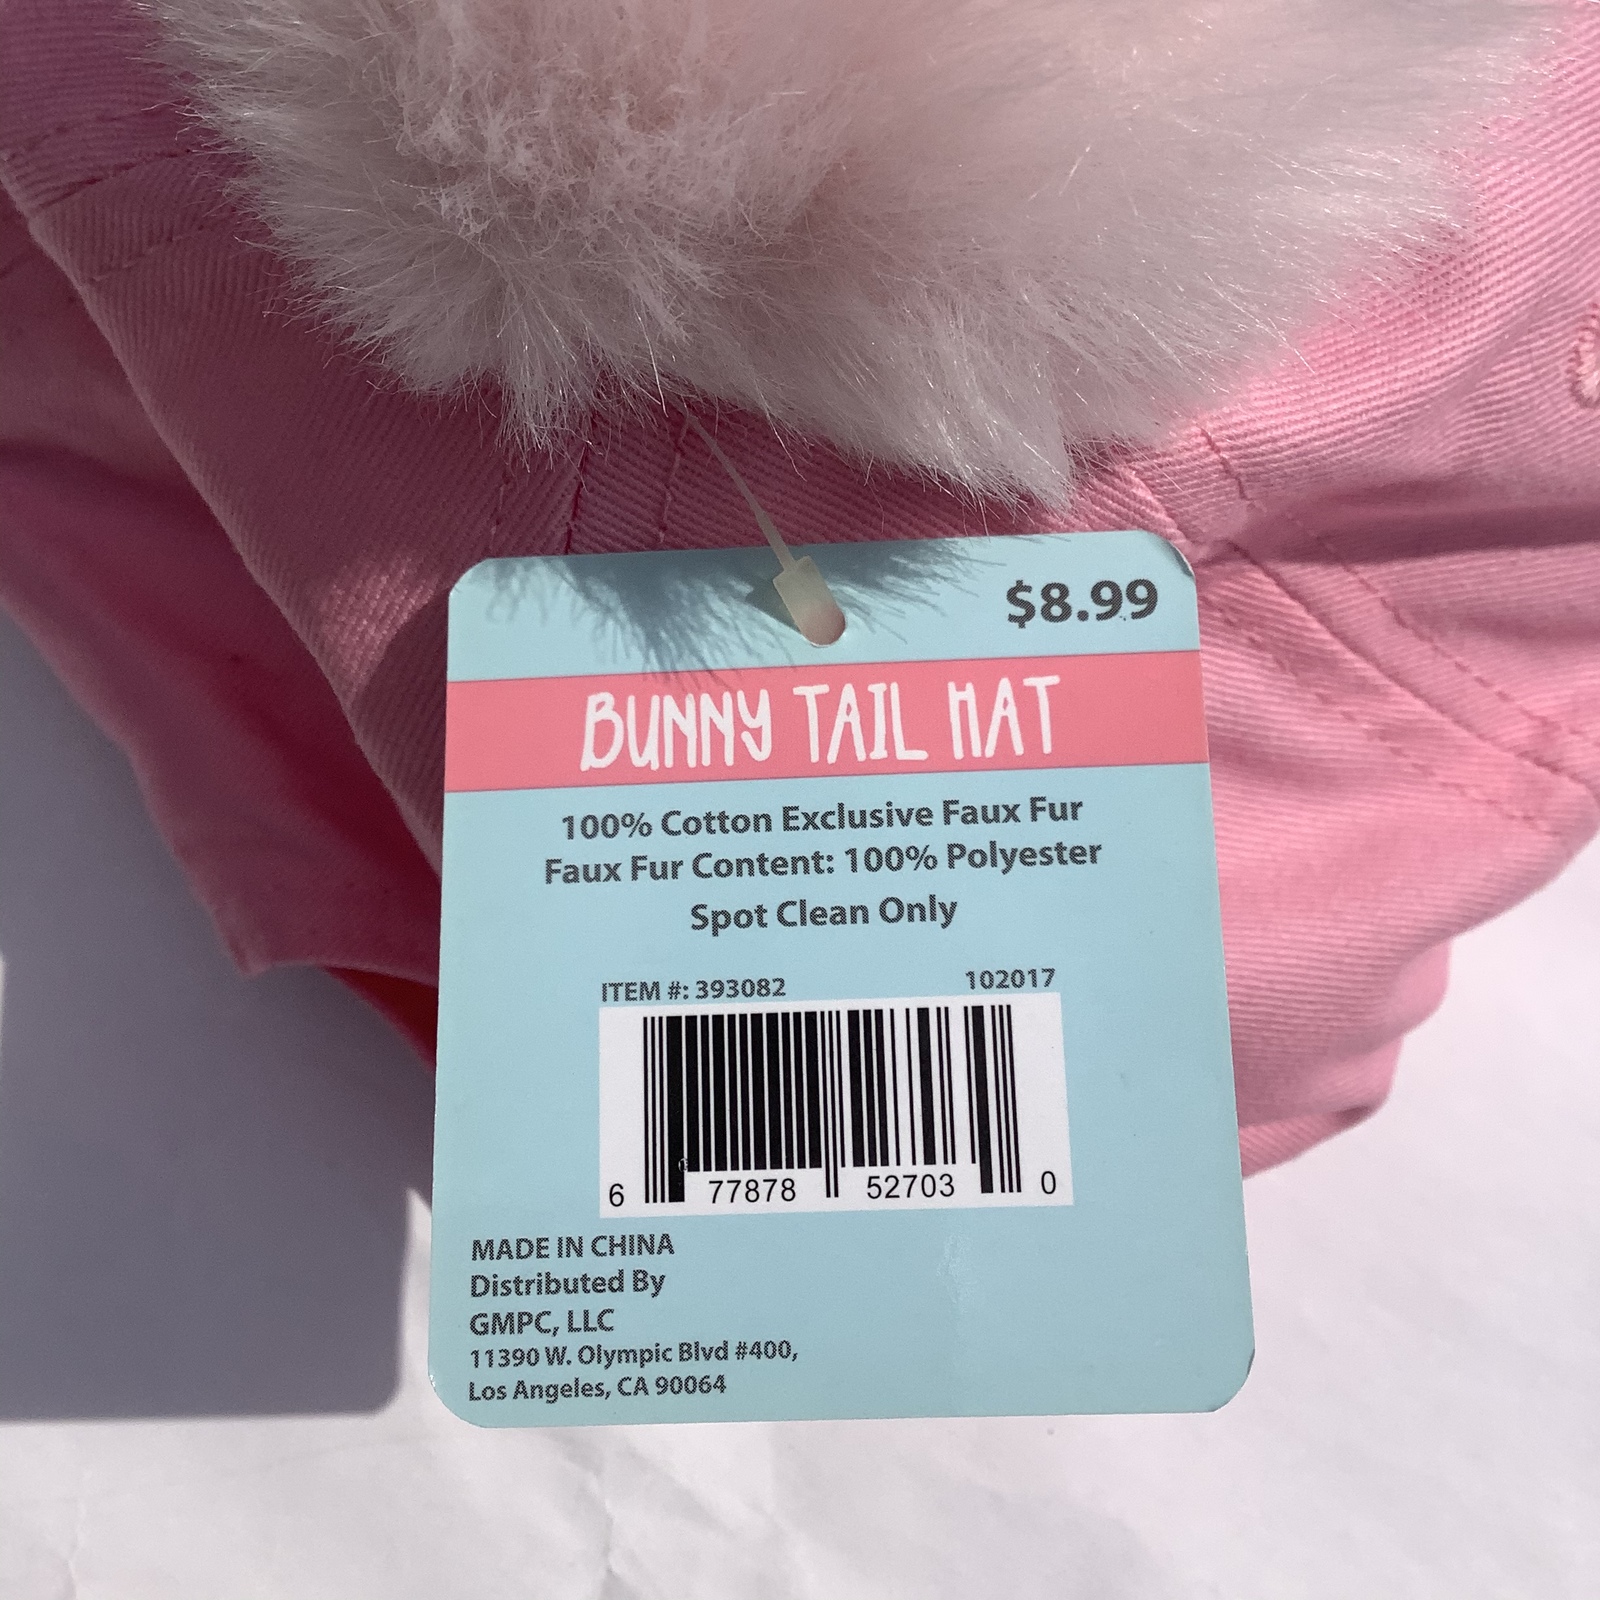 $8.99
BUNNY TAIL HAT
100% Cotton Exclusive Faux Fur
Faux Fur Content: 100% Polyester
Spot Clean Only
ITEM #: 393082 102017
6 77878 52703 0
MADE IN CHINA
Distributed By
GMPC, LLC
11390 W. Olympic Blvd #400,
Los Angeles, CA 90064